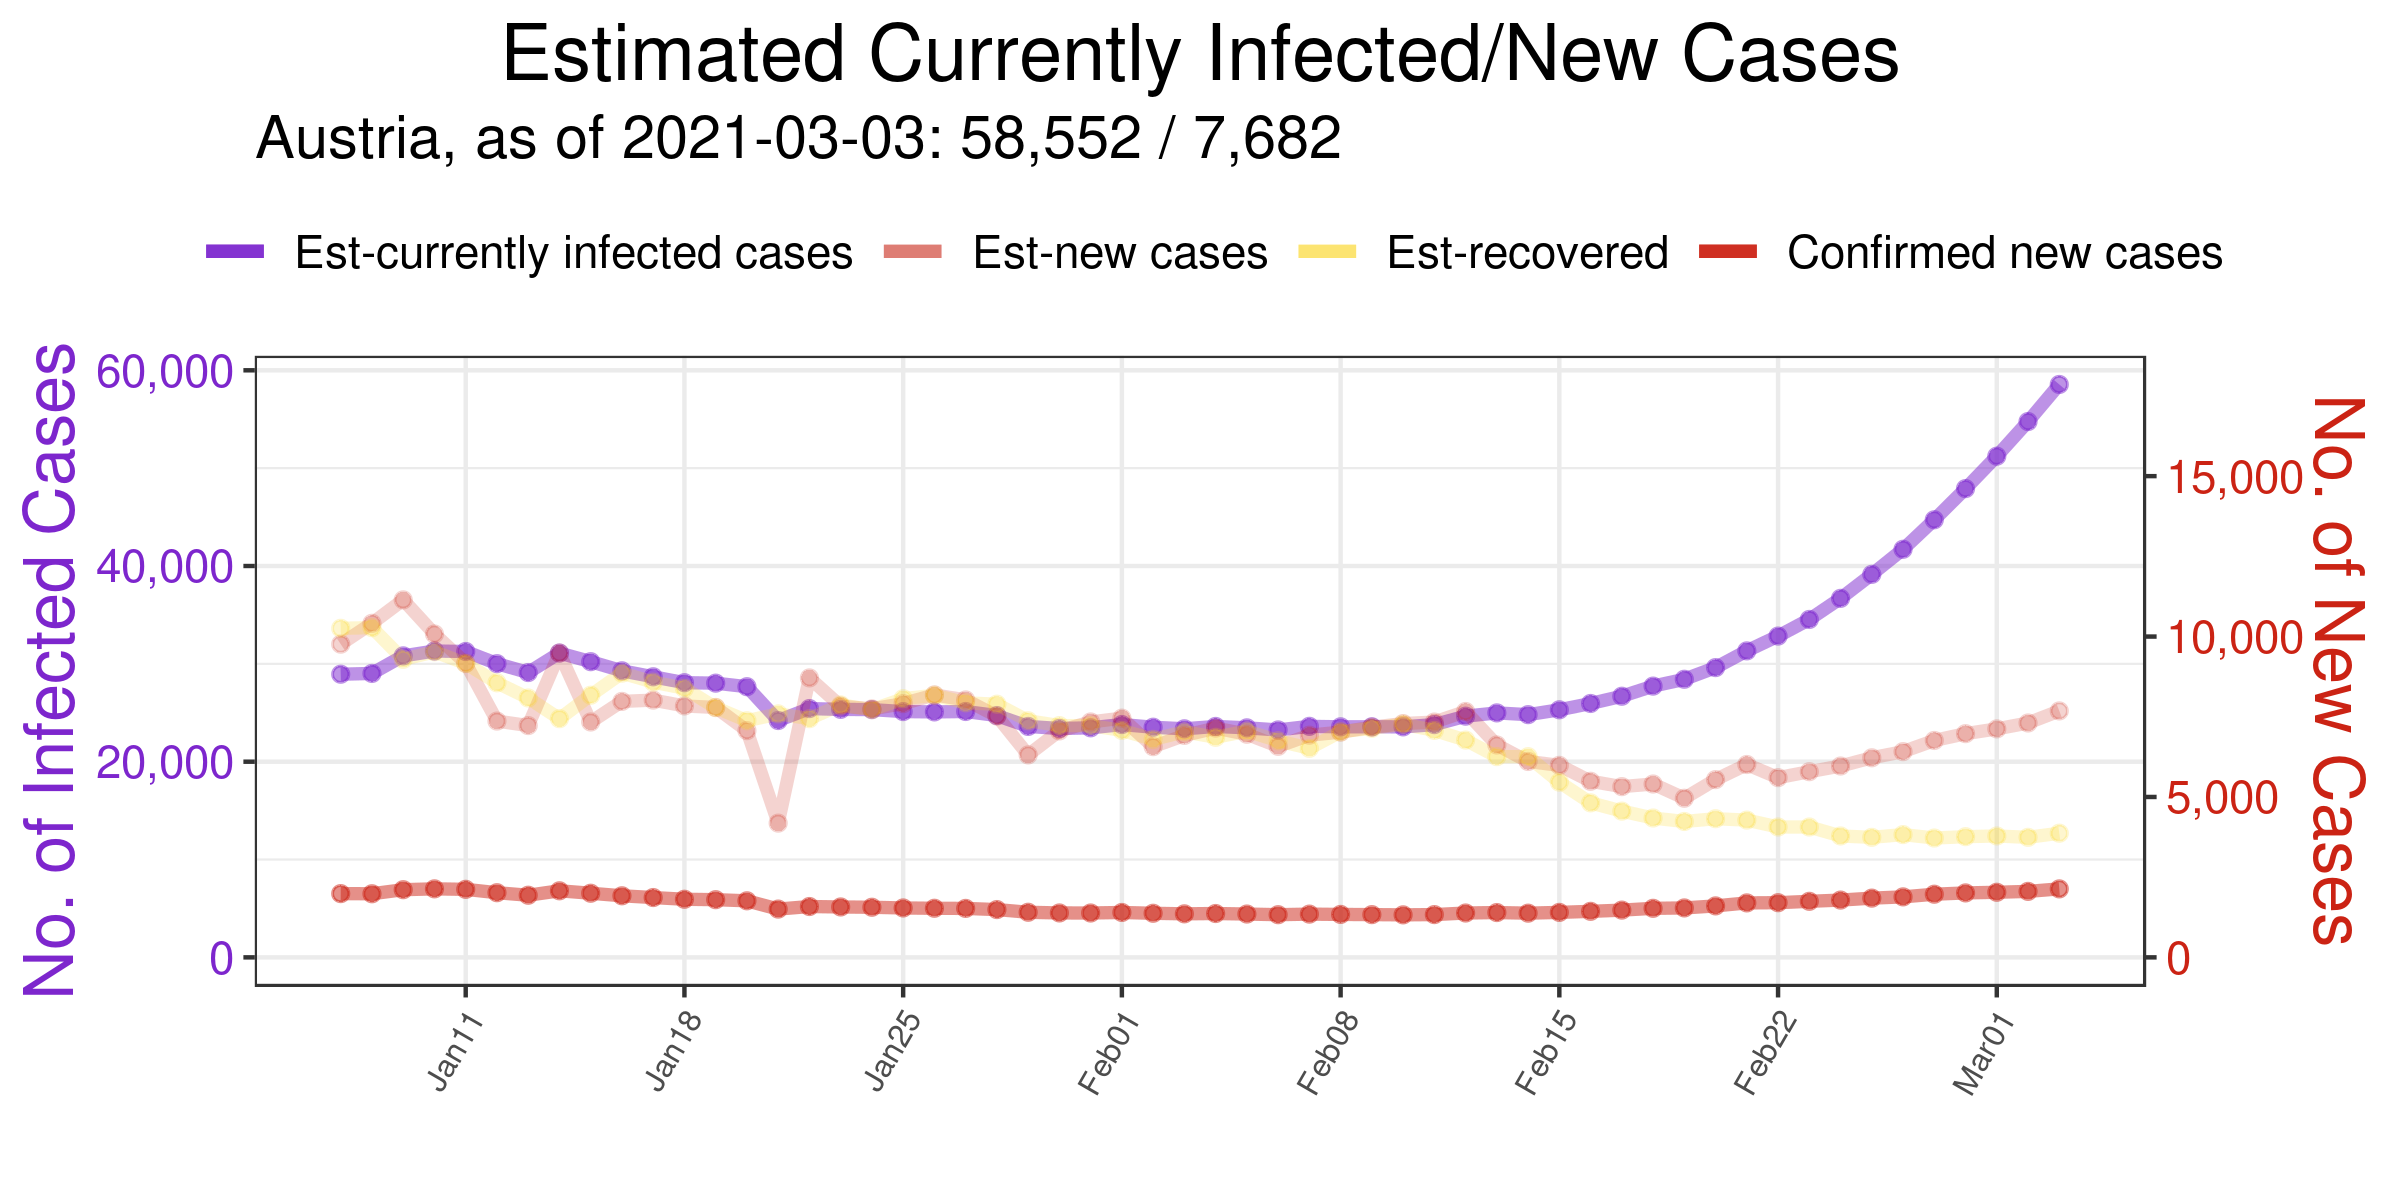 Estimated Currently Infected/New Cases
Austria, as of 2021-03-03: 58,552 / 7,682
Est-currently infected cases Est-new cases Est-recovered Confirmed new cases
No. of Infected Cases
60,000
40,000
20,000
0
15,000
10,000
5,000
0
No. of New Cases
Jan11 Jan18 Jan25 Feb01 Feb08 Feb15 Feb22 Mar01